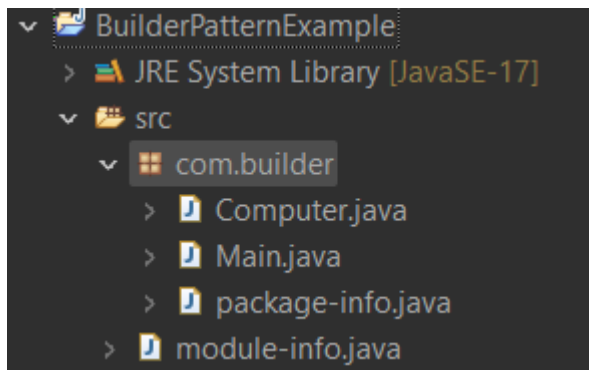 BuilderPatternExample
JRE System Library [JavaSE-17]
src
com.builder
Computer.java
Main.java
package-info.java
module-info.java